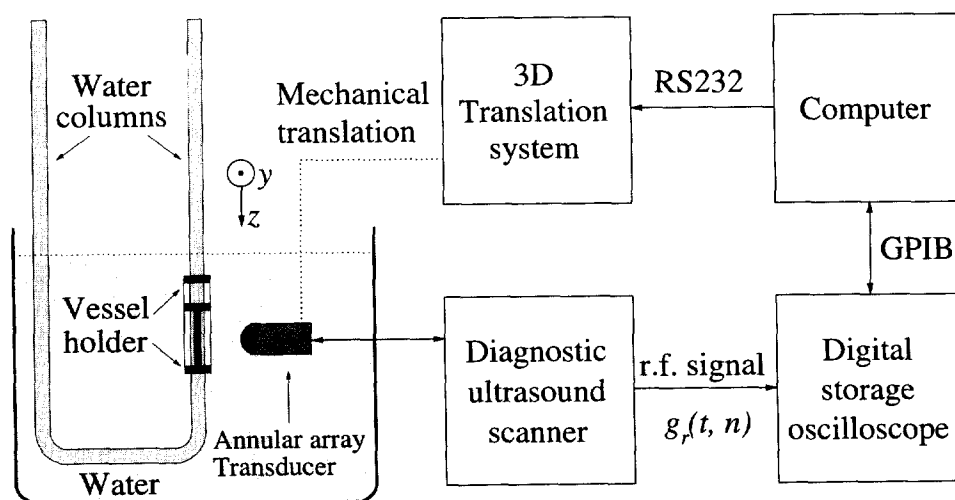 Water
columns
Mechanical
translation
3D
Translation
system
RS232
Computer
y
z
GPIB
Vessel
holder
Diagnostic
ultrasound
scanner
r.f. signal
g_r(t, n)
Digital
storage
oscilloscope
Annular array
Transducer
Water